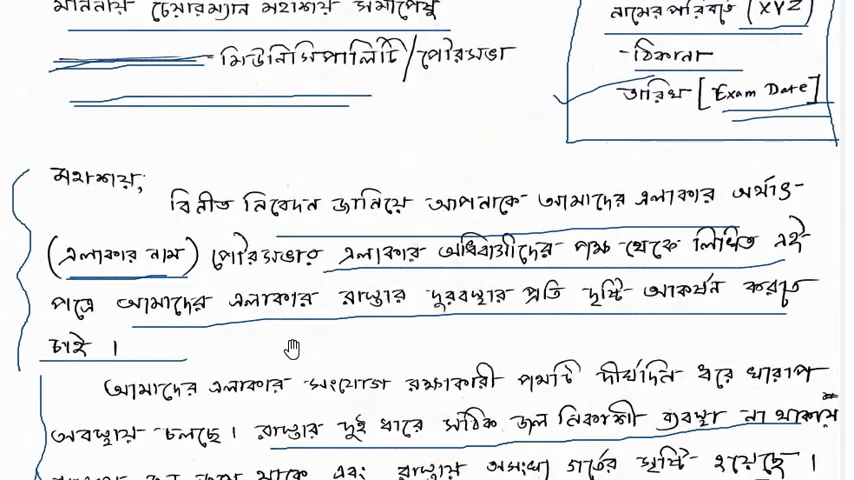 মাননীয় চেয়ারম্যান মহাশয় সমীপেষু
মিউনিসিপালিটি/পৌরসভা
নামের পরিবর্তে (XYZ)
-ঠিকানা
তারিখ [Exam Date]
মহাশয়,
বিনীত নিবেদন জানিয়ে আপনাকে আমাদের এলাকার অর্থাৎ-
(এলাকার নাম) পৌরসভার এলাকার অধিবাসীদের পক্ষ থেকে লিখিত এই
পত্রে আমাদের এলাকার রাস্তার দুরবস্থার প্রতি দৃষ্টি আকর্ষন করতে
চাই।
আমাদের এলাকার সংযোগ রক্ষাকারী পথটি দীর্ঘদিন ধরে খারাপ
অবস্থায় চলছে। রাস্তার দুই ধারে সঠিক জল নিকাশী ব্যবস্থা না থাকায়
থাকে এবং রাস্তায় অসংখ্য গর্তের সৃষ্টি হয়েছে।